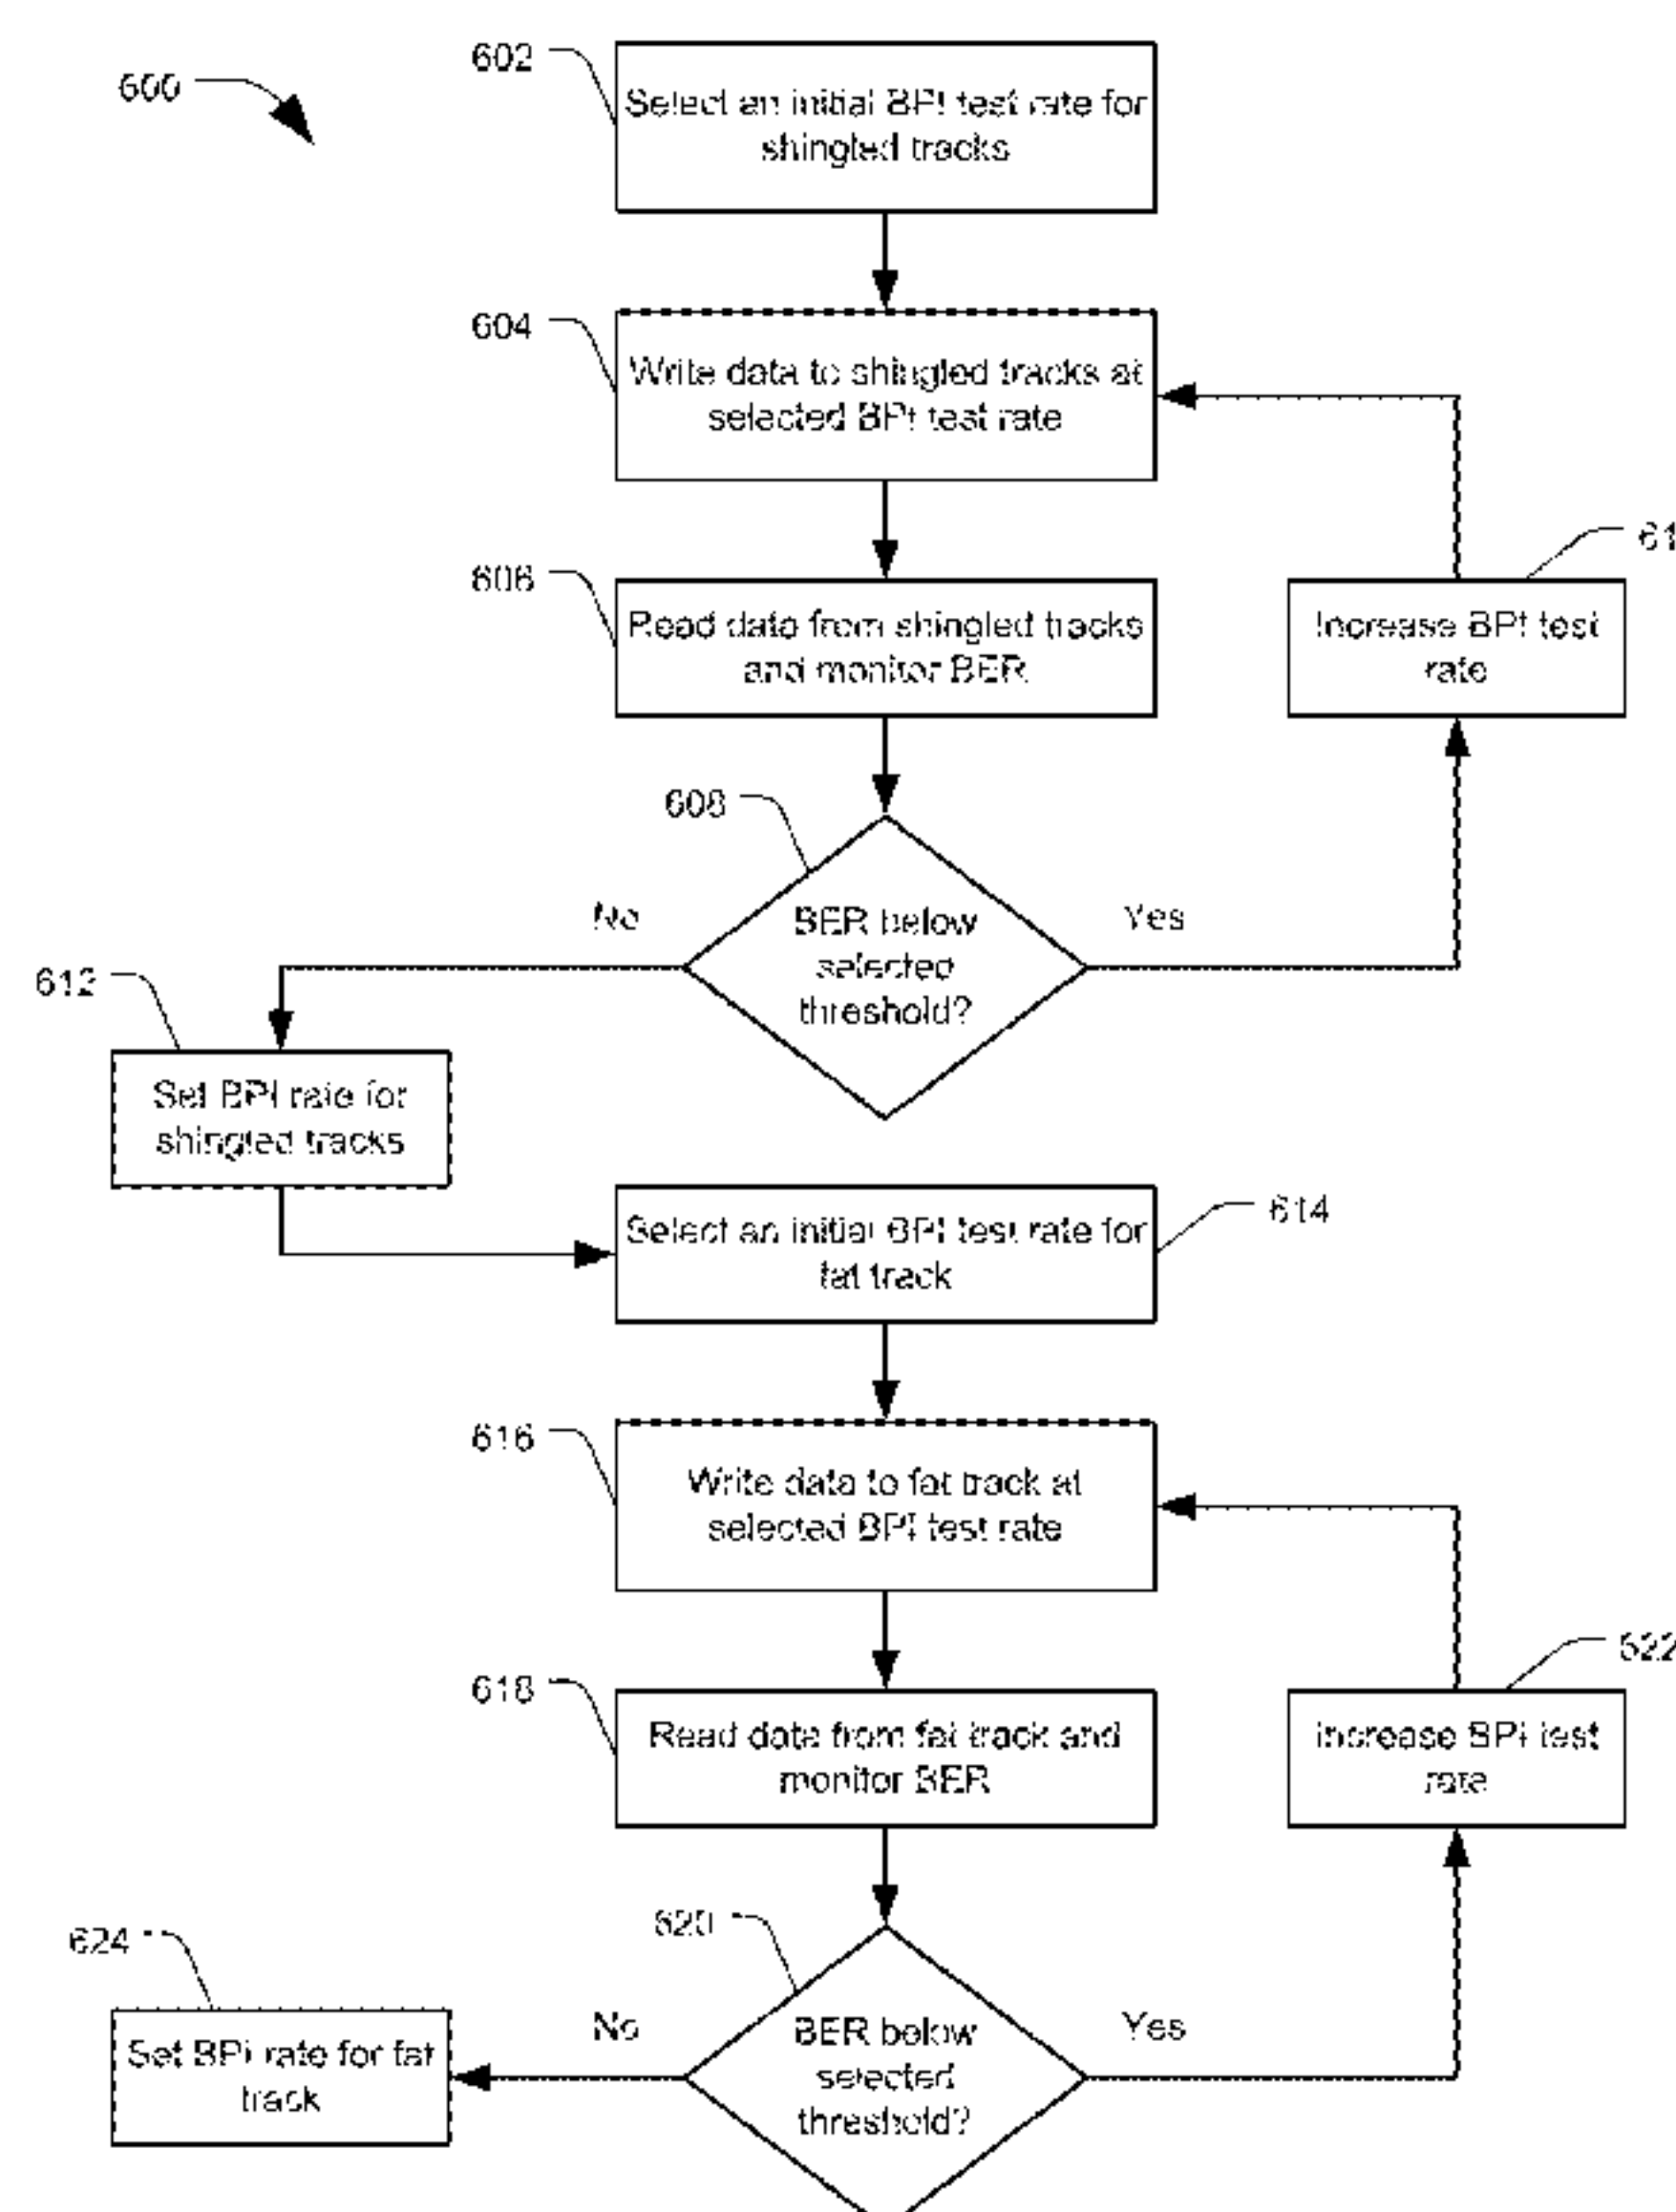 600
602
Select an initial BPI test rate for
shingled tracks
604
Write data to shingled tracks at
selected BPI test rate
606
Read data from shingled tracks
and monitor BER
61
Increase BPI test
rate
608
BER below
selected
threshold?
No
Yes
612
Set BPI rate for
shingled tracks
614
Select an initial BPI test rate for
fat track
616
Write data to fat track at
selected BPI test rate
618
Read data from fat track and
monitor BER
622
Increase BPI test
rate
620
BER below
selected
threshold?
No
Yes
624
Set BPI rate for fat
track